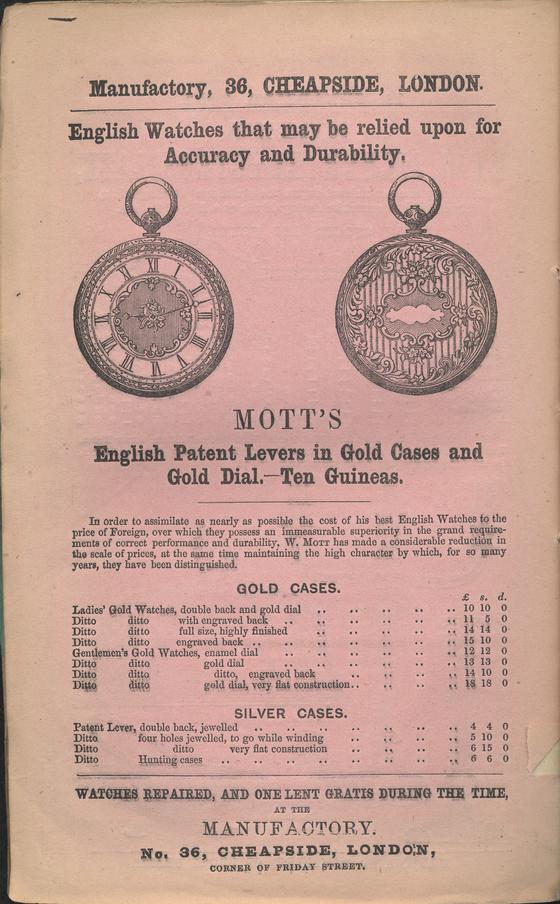 Manufactory, 36, CHEAPSIDE, LONDON.
English Watches that may be relied upon for
Accuracy and Durability.
MOTT'S
English Patent Levers in Gold Cases and
Gold Dial.—Ten Guineas.
In order to assimilate as nearly as possible the cost of his best English Watches to the
price of Foreign, over which they possess an immeasurable superiority in the grand require-
ments of correct performance and durability, W. MOTT has made a considerable reduction in
the scale of prices, at the same time maintaining the high character by which, for so many
years, they have been distinguished.
GOLD CASES.
£ s. d.
Ladies' Gold Watches, double back and gold dial .. .. .. .. .. 10 10 0
Ditto ditto with engraved back .. .. .. .. .. 11 5 0
Ditto ditto full size, highly finished .. .. .. .. 14 14 0
Ditto ditto engraved back .. .. .. .. .. .. 15 10 0
Gentlemen's Gold Watches, enamel dial .. .. .. .. .. .. 12 12 0
Ditto ditto gold dial .. .. .. .. .. .. 13 13 0
Ditto ditto ditto, engraved back .. .. .. 14 10 0
Ditto ditto gold dial, very flat construction.. .. .. 18 18 0
SILVER CASES.
Patent Lever, double back, jewelled .. .. .. .. .. .. .. 4 4 0
Ditto four holes jewelled, to go while winding .. .. .. 5 10 0
Ditto ditto very flat construction .. .. .. 6 15 0
Ditto Hunting cases .. .. .. .. .. .. .. .. 6 6 0
WATCHES REPAIRED, AND ONE LENT GRATIS DURING THE TIME,
AT THE
MANUFACTORY.
No. 36, CHEAPSIDE, LONDON,
CORNER OF FRIDAY STREET.